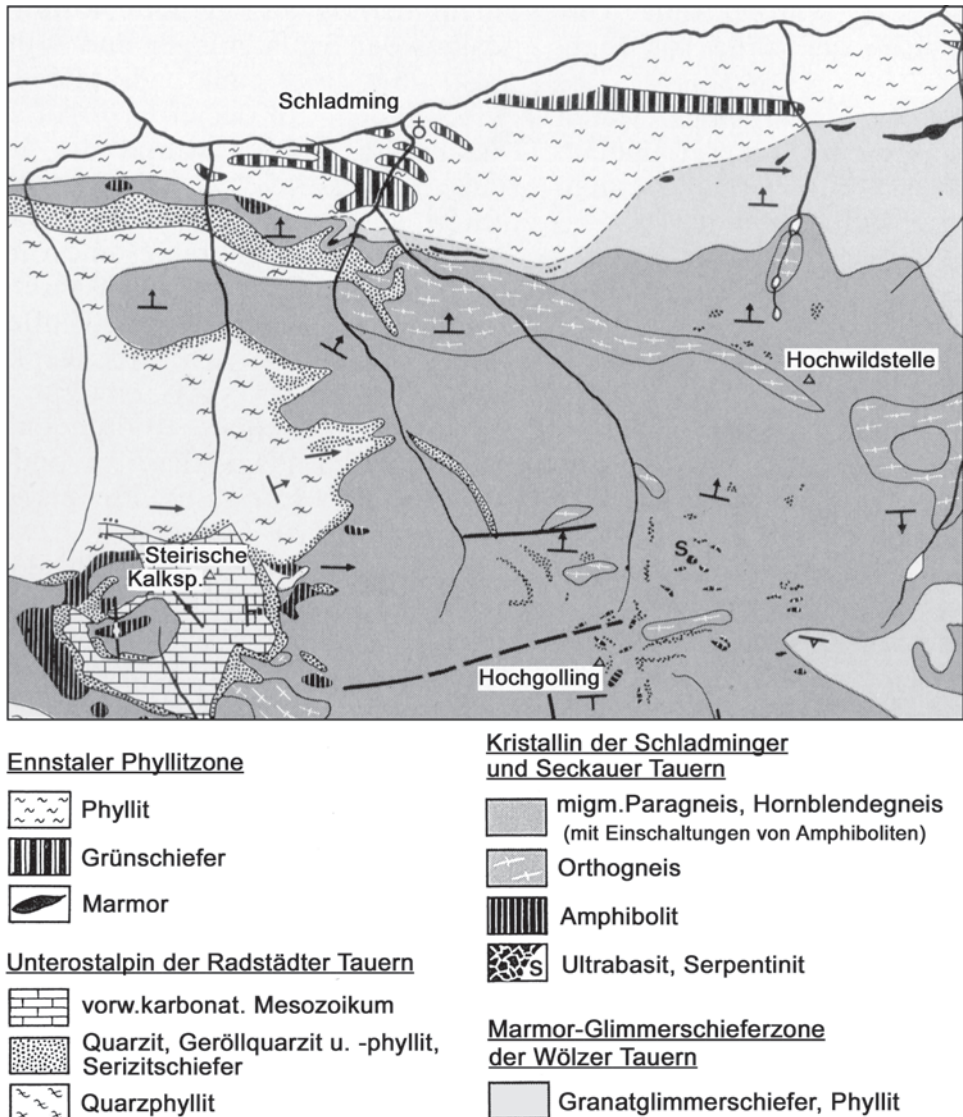 Schladming
Hochwildstelle
Steirische
Kalksp.
S
Hochgolling
Ennstaler Phyllitzone
Phyllit
Grünschiefer
Marmor
Unterostalpin der Radstädter Tauern
vorw.karbonat. Mesozoikum
Quarzit, Geröllquarzit u. -phyllit,
Serizitschiefer
Quarzphyllit
Kristallin der Schladminger
und Seckauer Tauern
migm.Paragneis, Hornblendegneis
(mit Einschaltungen von Amphiboliten)
Orthogneis
Amphibolit
S
Ultrabasit, Serpentinit
Marmor-Glimmerschieferzone
der Wölzer Tauern
Granatglimmerschiefer, Phyllit